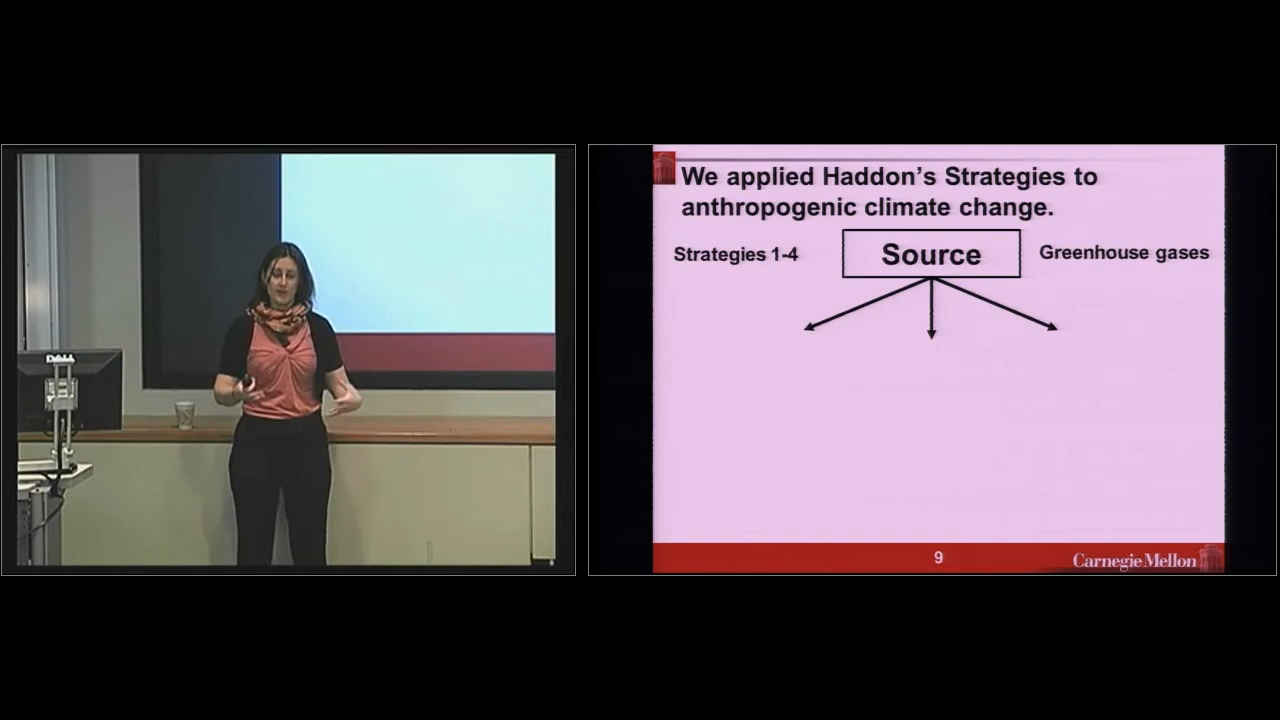 DELL
We applied Haddon's Strategies to
anthropogenic climate change.
Strategies 1-4
Source
Greenhouse gases
9
Carnegie Mellon